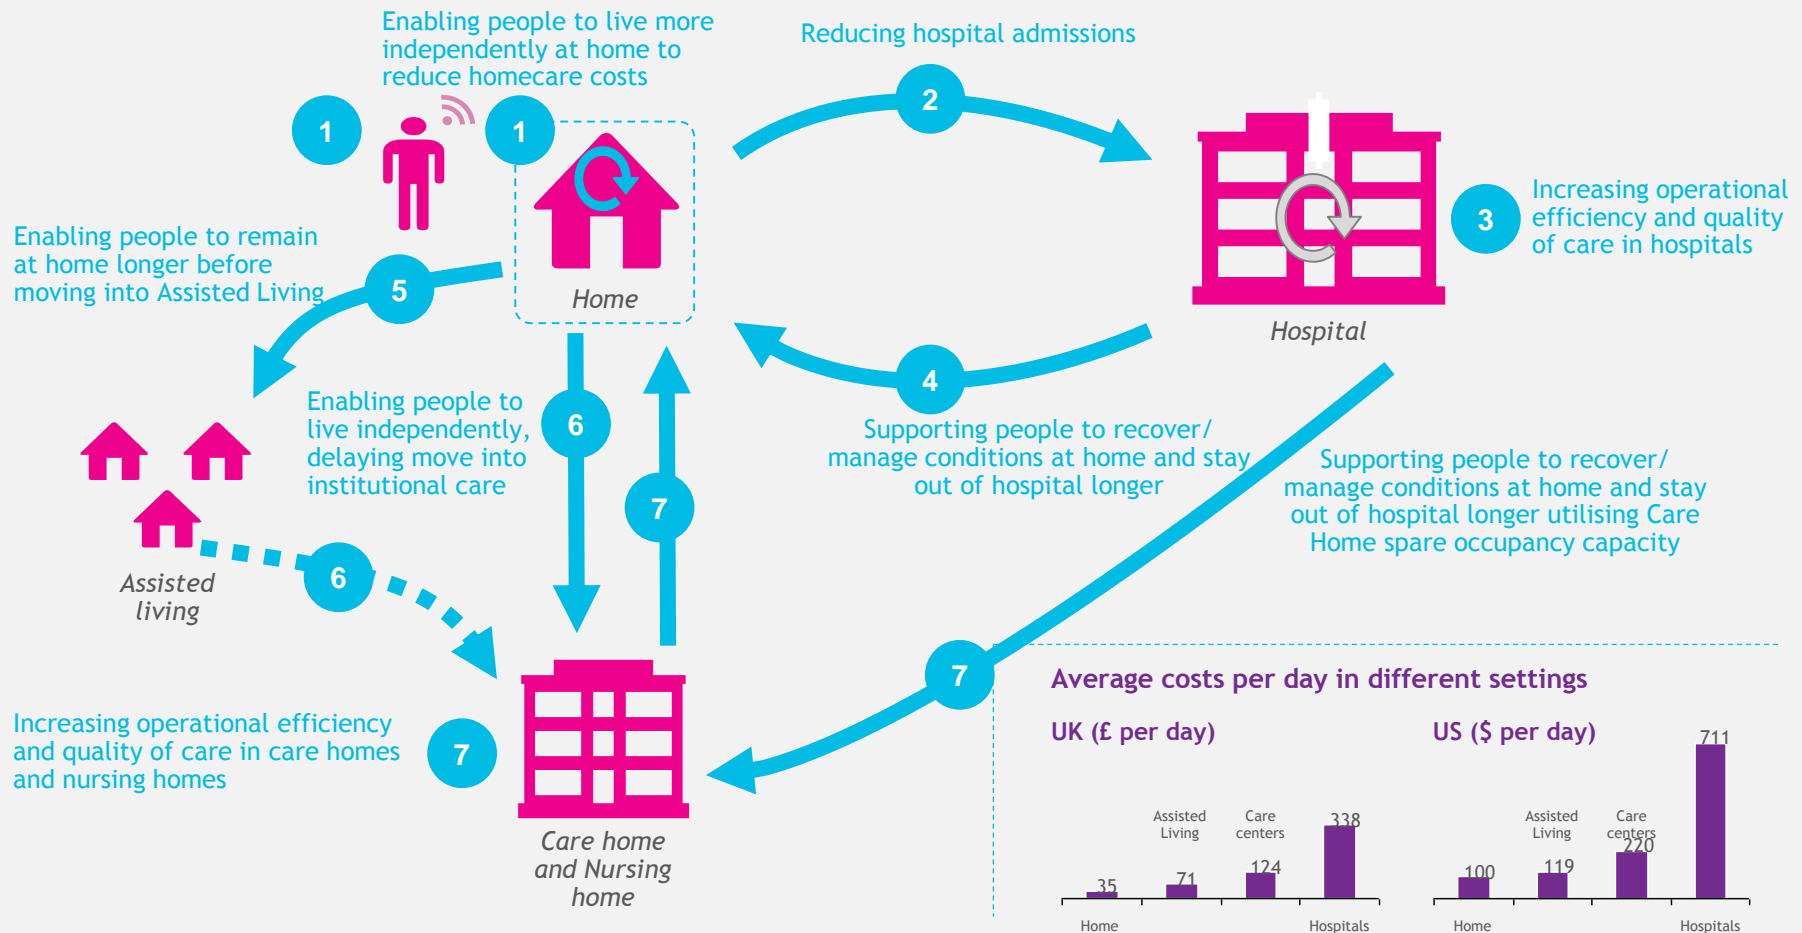 Enabling people to live more
independently at home to
reduce homecare costs
Reducing hospital admissions
1
1
2
3
Increasing operational
efficiency and quality
of care in hospitals
Enabling people to remain
at home longer before
moving into Assisted Living
5
Home
Hospital
4
Enabling people to
live independently,
delaying move into
institutional care
6
7
Supporting people to recover/
manage conditions at home and stay
out of hospital longer
Supporting people to recover/
manage conditions at home and stay
out of hospital longer utilising Care
Home spare occupancy capacity
Assisted
living
6
7
Increasing operational efficiency
and quality of care in care homes
and nursing homes
7
Care home
and Nursing
home
Average costs per day in different settings
UK (£ per day)
35
71
124
338
Home
Assisted
Living
Care
centers
Hospitals
US ($ per day)
100
119
220
711
Home
Assisted
Living
Care
centers
Hospitals